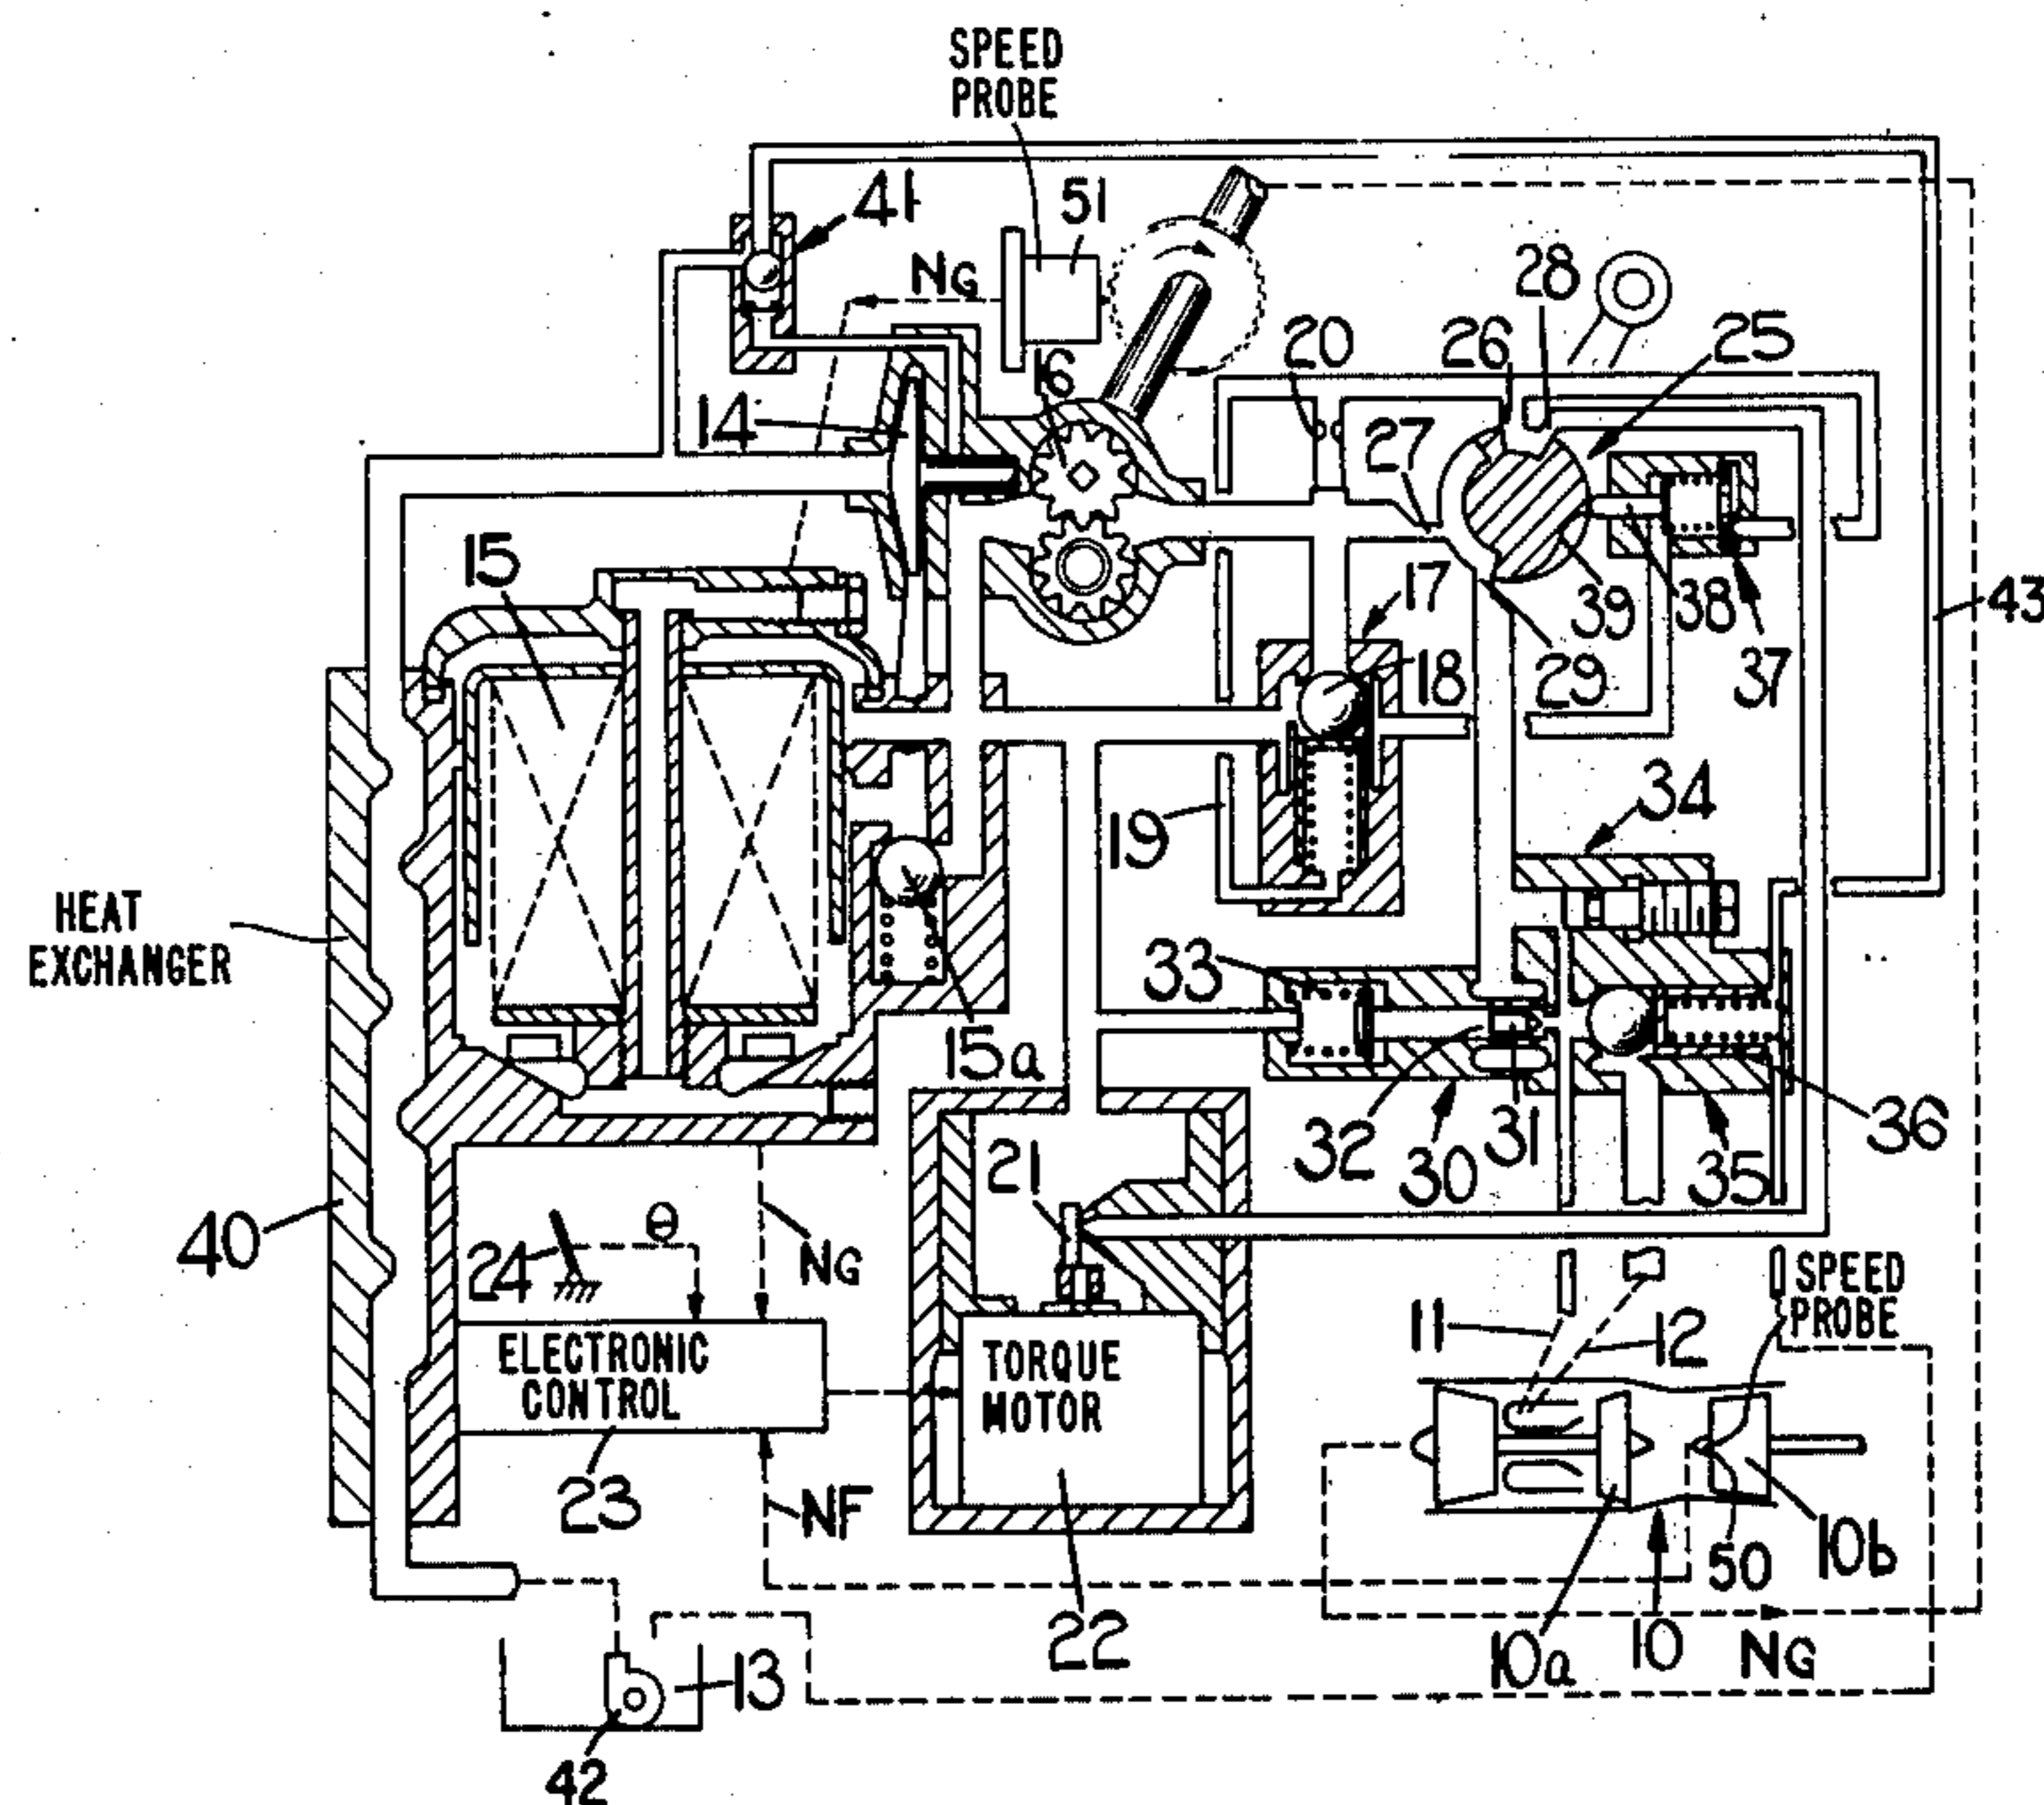 SPEED
PROBE
41
51
NG
28
26
25
20
16
14
27
15
17
39
38
37
43
18
29
34
19
HEAT
EXCHANGER
33
15a
32
30
31
35
36
21
40
24
θ
NG
SPEED
PROBE
11
12
ELECTRONIC
CONTROL
TORQUE
MOTOR
23
NF
50
10b
22
10a
10
NG
13
42